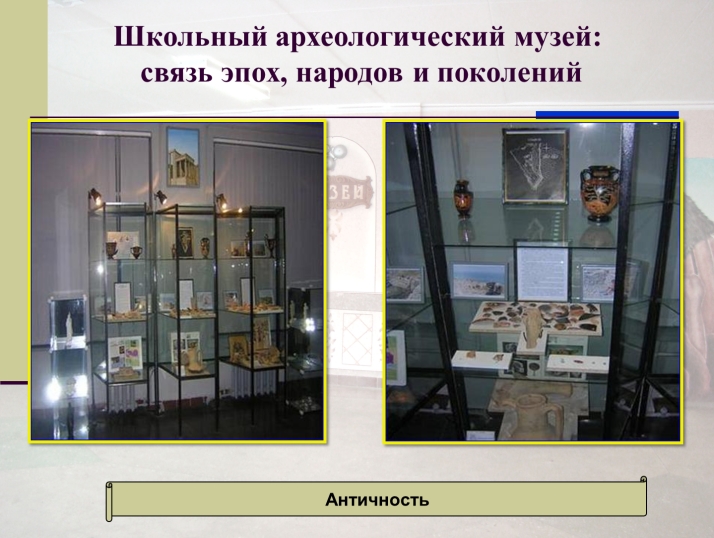 Школьный археологический музей:
связь эпох, народов и поколений
Античность